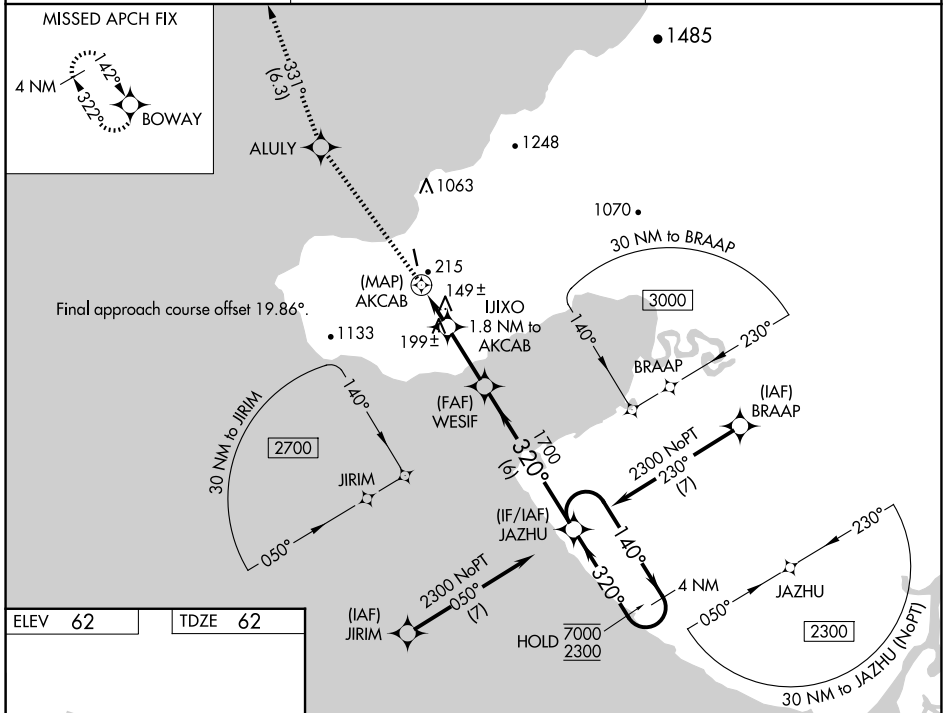 MISSED APCH FIX
4 NM
142°
322°
BOWAY
331°
(6.3)
ALULY
1485
1248
1063
1070
30 NM to BRAAP
3000
140°
230°
BRAAP
215
(MAP)
AKCAB
149±
IJIXO
1.8 NM to
AKCAB
199±
Final approach course offset 19.86°.
1133
(FAF)
WESIF
(IAF)
BRAAP
2300 NoPT
230°
(7)
30 NM to JIRIM
140°
2700
JIRIM
050°
1700
320°
(6)
(IF/IAF)
JAZHU
140°
320°
4 NM
HOLD
7000
2300
2300 NoPT
050°
(7)
(IAF)
JIRIM
230°
JAZHU
050°
2300
30 NM to JAZHU (NoPT)
ELEV 62
TDZE 62